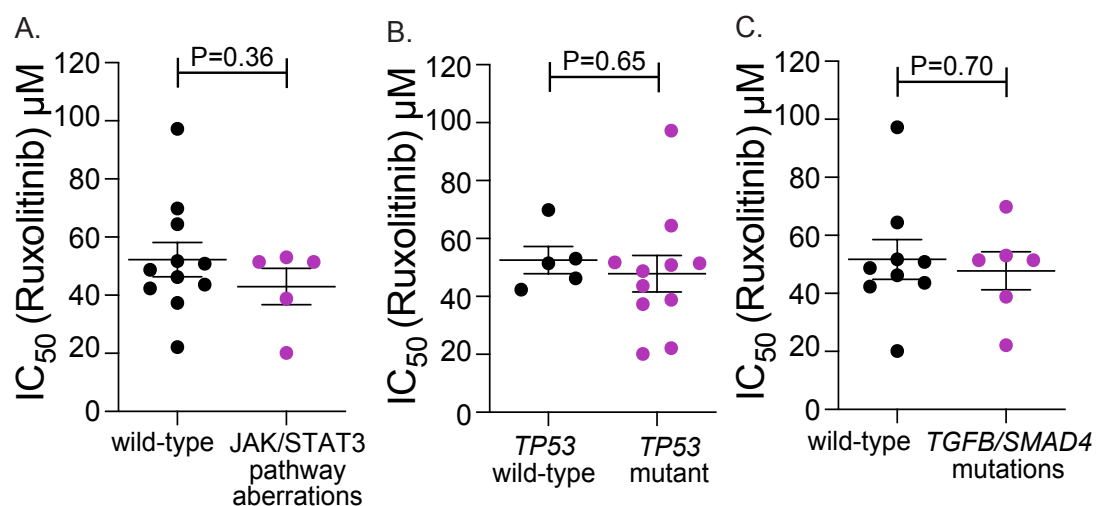 A.
P=0.36
IC50 (Ruxolitinib) µM
120
100
80
60
40
20
0
wild-type
JAK/STAT3
pathway
aberrations
B.
P=0.65
IC50 (Ruxolitinib) µM
120
100
80
60
40
20
0
TP53
wild-type
TP53
mutant
C.
P=0.70
IC50 (Ruxolitinib) µM
120
100
80
60
40
20
0
wild-type
TGFB/SMAD4
mutations